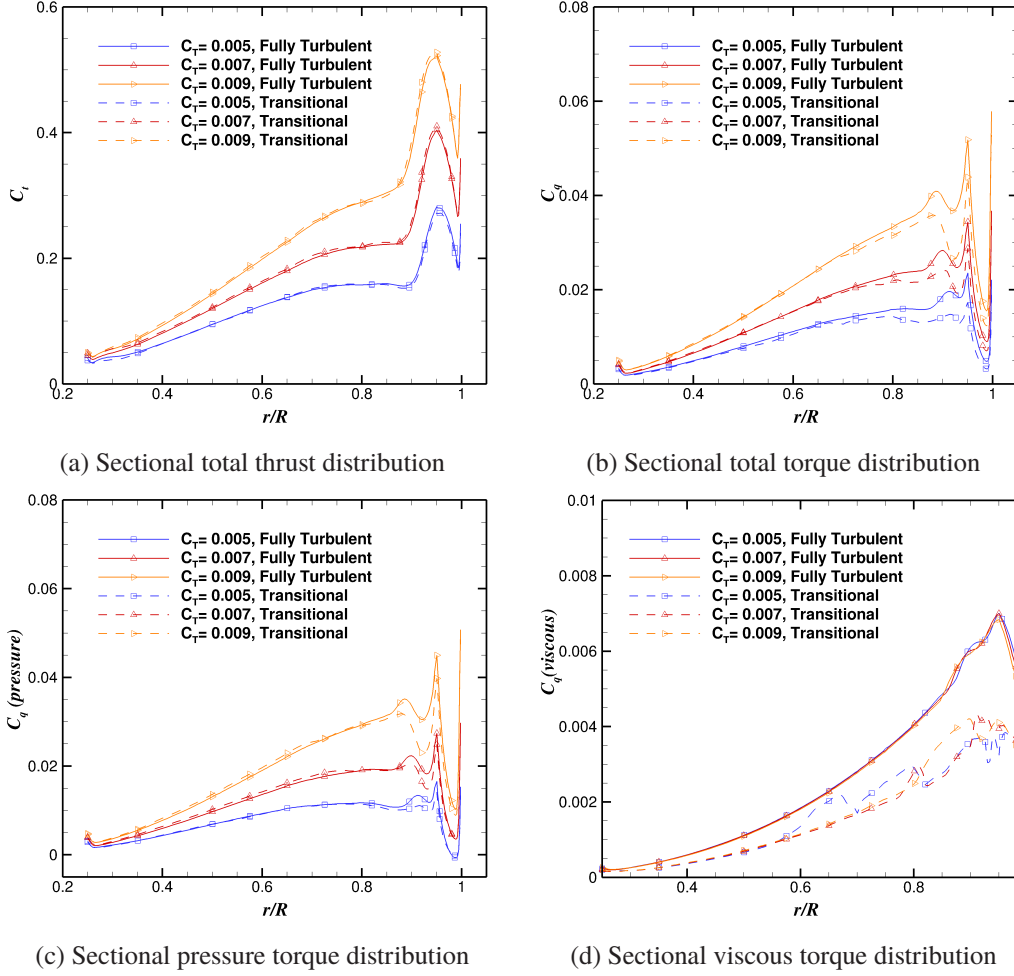 0.6
0.4
0.2
0
C_t
C_T= 0.005, Fully Turbulent
C_T= 0.007, Fully Turbulent
C_T= 0.009, Fully Turbulent
C_T= 0.005, Transitional
C_T= 0.007, Transitional
C_T= 0.009, Transitional
0.2 0.4 0.6 0.8 1
r/R
(a) Sectional total thrust distribution
0.08
0.06
0.04
0.02
0
C_q
C_T= 0.005, Fully Turbulent
C_T= 0.007, Fully Turbulent
C_T= 0.009, Fully Turbulent
C_T= 0.005, Transitional
C_T= 0.007, Transitional
C_T= 0.009, Transitional
0.2 0.4 0.6 0.8 1
r/R
(b) Sectional total torque distribution
0.08
0.06
0.04
0.02
0
C_q (pressure)
C_T= 0.005, Fully Turbulent
C_T= 0.007, Fully Turbulent
C_T= 0.009, Fully Turbulent
C_T= 0.005, Transitional
C_T= 0.007, Transitional
C_T= 0.009, Transitional
0.2 0.4 0.6 0.8 1
r/R
(c) Sectional pressure torque distribution
0.01
0.008
0.006
0.004
0.002
0
C_q(viscous)
C_T= 0.005, Fully Turbulent
C_T= 0.007, Fully Turbulent
C_T= 0.009, Fully Turbulent
C_T= 0.005, Transitional
C_T= 0.007, Transitional
C_T= 0.009, Transitional
0.4 0.6 0.8
r/R
(d) Sectional viscous torque distribution